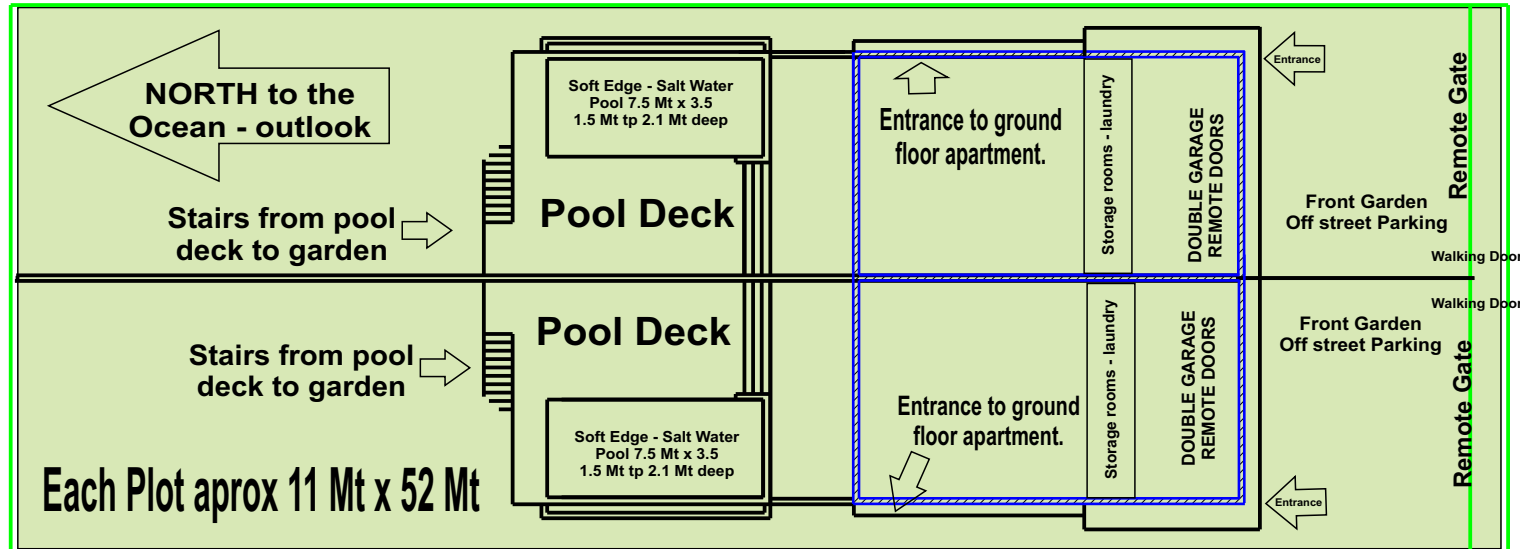 NORTH to the
Ocean - outlook
Soft Edge - Salt Water
Pool 7.5 Mt x 3.5
1.5 Mt tp 2.1 Mt deep
Stairs from pool
deck to garden
Pool Deck
Entrance to ground
floor apartment.
Storage rooms - laundry
DOUBLE GARAGE
REMOTE DOORS
Entrance
Front Garden
Off street Parking
Remote Gate
Walking Door
Stairs from pool
deck to garden
Pool Deck
Soft Edge - Salt Water
Pool 7.5 Mt x 3.5
1.5 Mt tp 2.1 Mt deep
Entrance to ground
floor apartment.
Storage rooms - laundry
DOUBLE GARAGE
REMOTE DOORS
Walking Door
Front Garden
Off street Parking
Remote Gate
Entrance
Each Plot aprox 11 Mt x 52 Mt